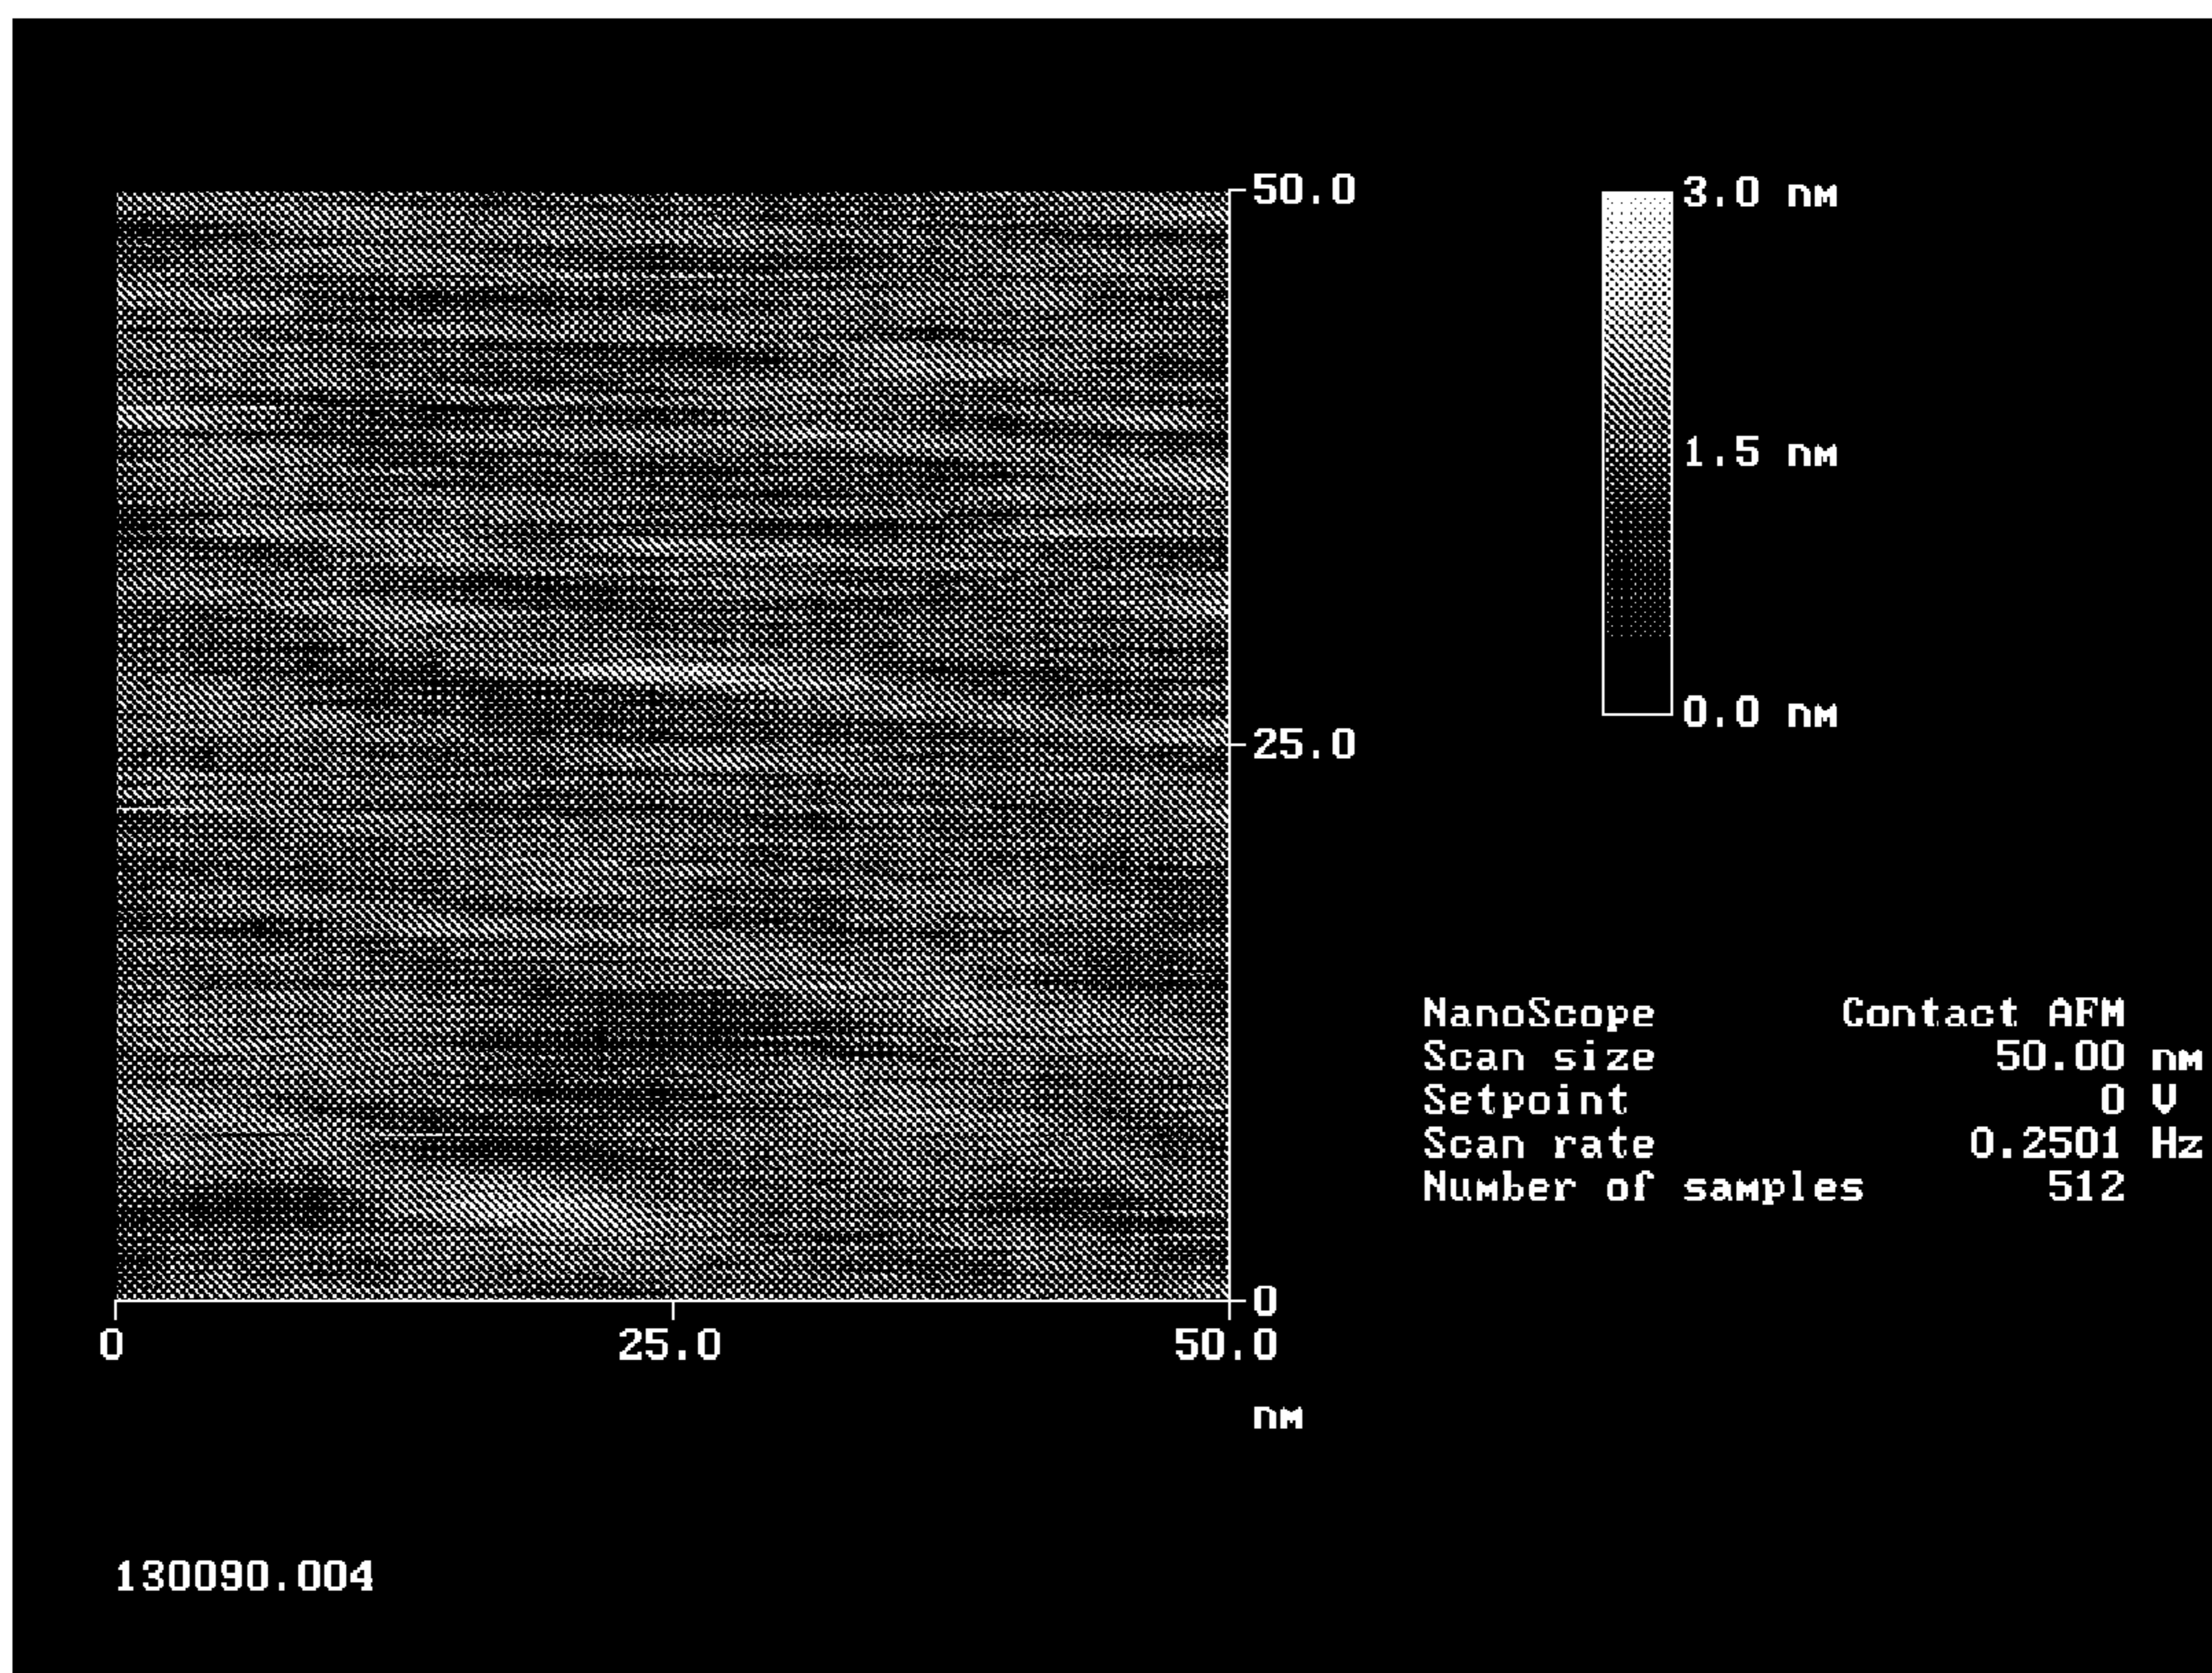 50.0
3.0 nm
1.5 nm
0.0 nm
25.0
NanoScope Contact AFM
Scan size 50.00 nm
Setpoint 0 V
Scan rate 0.2501 Hz
Number of samples 512
0
0 25.0 50.0
nm
130090.004